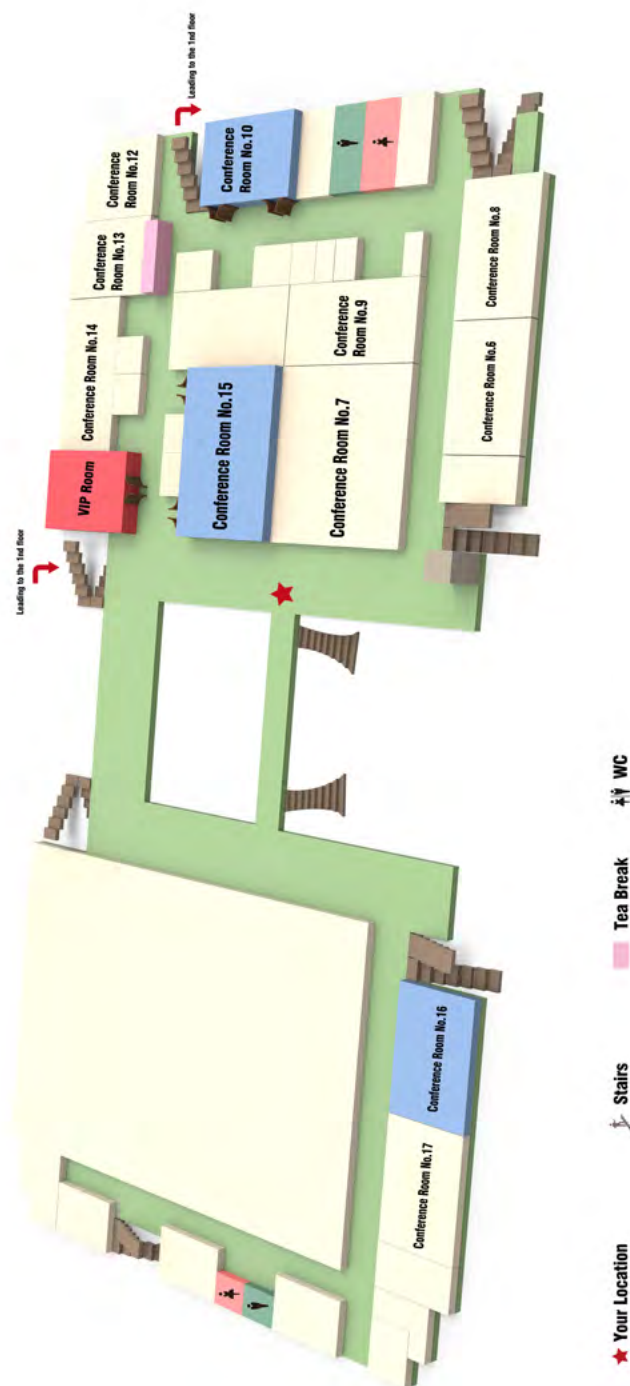 Leading to the 1nd floor
Leading to the 1nd floor
VIP Room
Conference Room No.14
Conference
Room No.13
Conference
Room No.12
Conference Room No.15
Conference
Room No.10
Conference Room No.7
Conference
Room No.9
Conference Room No.17
Conference Room No.16
Conference Room No.6
Conference Room No.8
Your Location
Stairs
Tea Break
WC